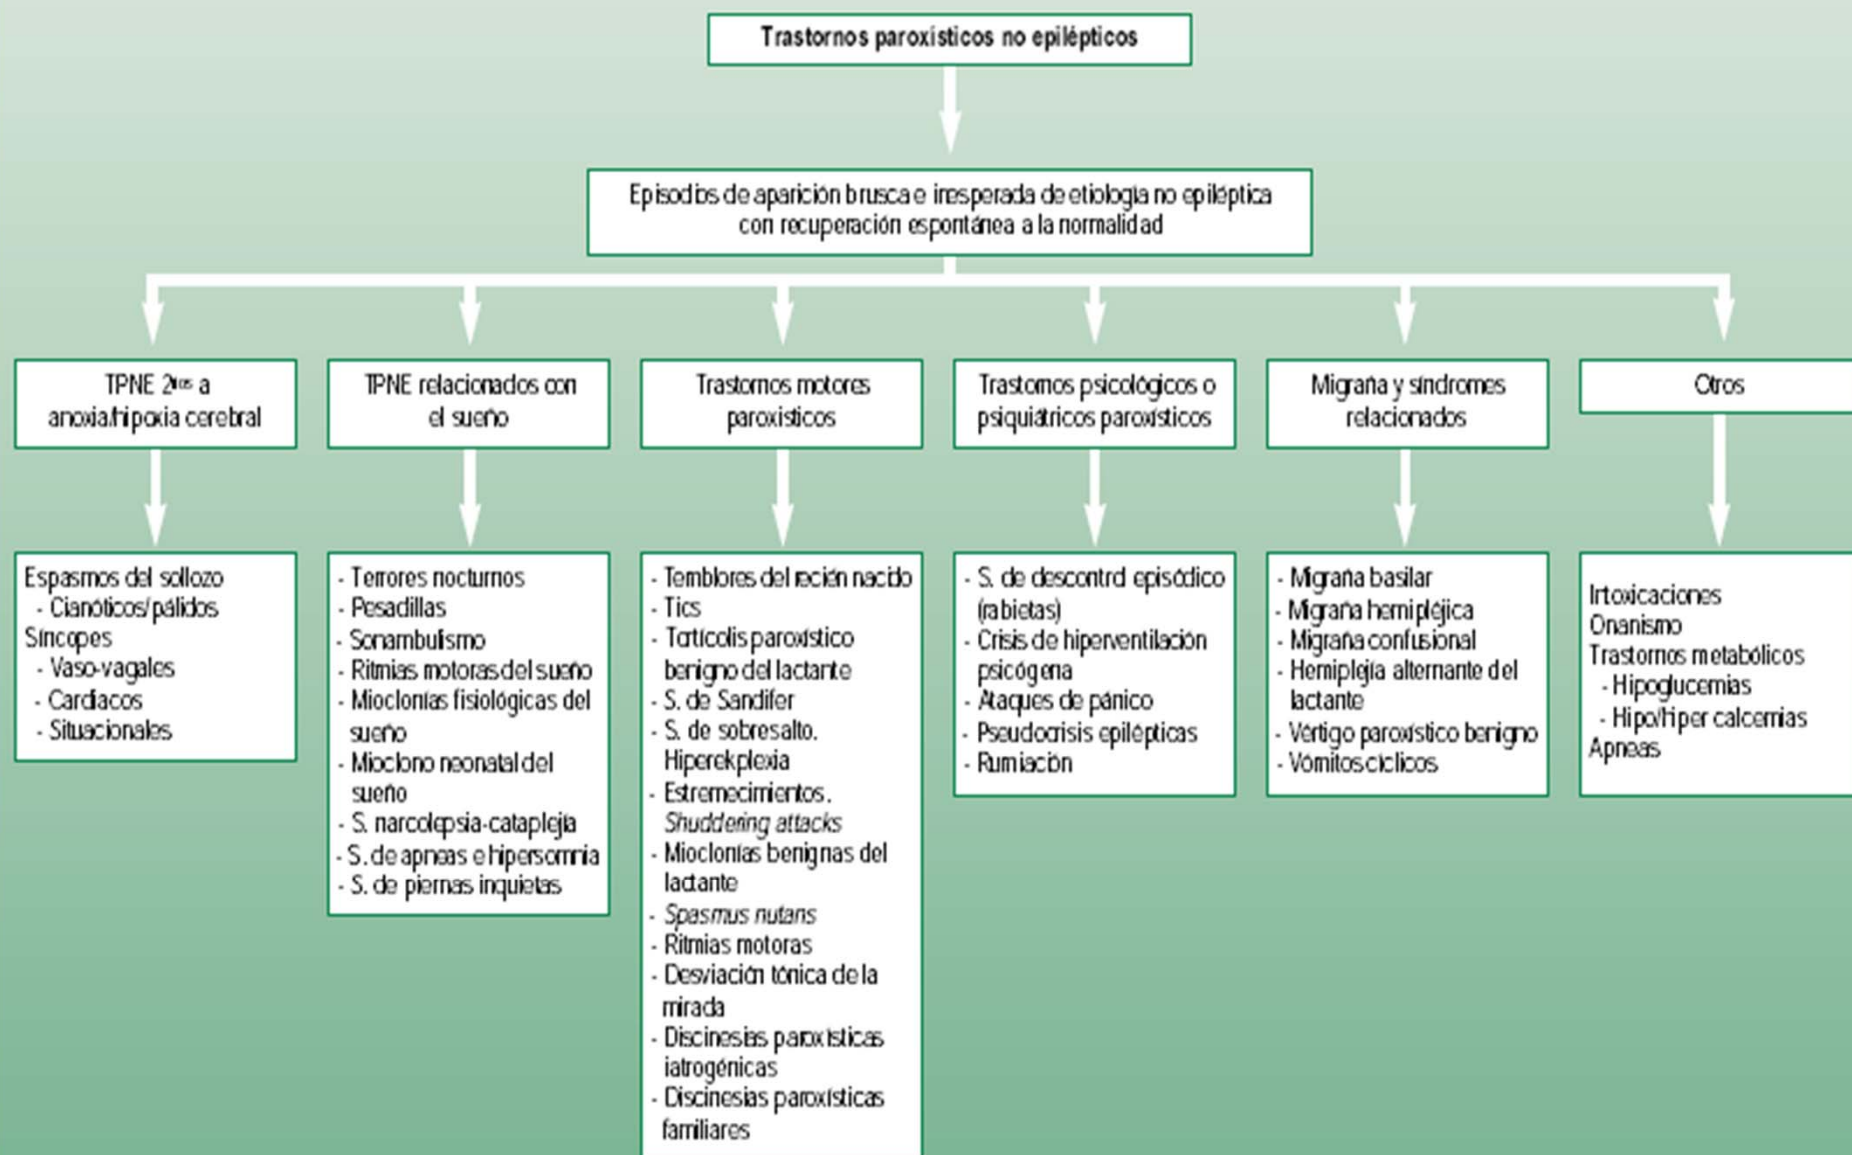 Trastornos paroxísticos no epilépticos
Episodios de aparición brusca e inesperada de etiología no epiléptica
con recuperación espontánea a la normalidad
TPNE 2ᵃʳⁱᵒˢ a
anoxia/hipoxia cerebral
Espasmos del sollozo
- Cianóticos/pálidos
Síncopes
- Vaso-vagales
- Cardiacos
- Situacionales
TPNE relacionados con
el sueño
- Terrores nocturnos
- Pesadillas
- Sonambulismo
- Ritmias motoras del sueño
- Mioclonías fisiológicas del
sueño
- Mioclono neonatal del
sueño
- S. narcolepsia-cataplejía
- S. de apneas e hipersomnia
- S. de piernas inquietas
Trastornos motores
paroxísticos
- Temblores del recién nacido
- Tics
- Tortícolis paroxístico
benigno del lactante
- S. de Sandifer
- S. de sobresalto.
Hiperekplexia
- Estremecimientos.
Shuddering attacks
- Mioclonías benignas del
lactante
- Spasmus nutans
- Ritmias motoras
- Desviación tónica de la
mirada
- Discinesias paroxísticas
iatrogénicas
- Discinesias paroxísticas
familiares
Trastornos psicológicos o
psiquiátricos paroxísticos
- S. de descontrol episódico
(rabietas)
- Crisis de hiperventilación
psicógena
- Ataques de pánico
- Pseudocrisis epilépticas
- Rumiación
Migraña y síndromes
relacionados
- Migraña basilar
- Migraña hemipléjica
- Migraña confusional
- Hemiplejía alternante del
lactante
- Vértigo paroxístico benigno
- Vómitos cíclicos
Otros
Intoxicaciones
Onanismo
Trastornos metabólicos
- Hipoglucemias
- Hipo/hiper calcemias
Apneas